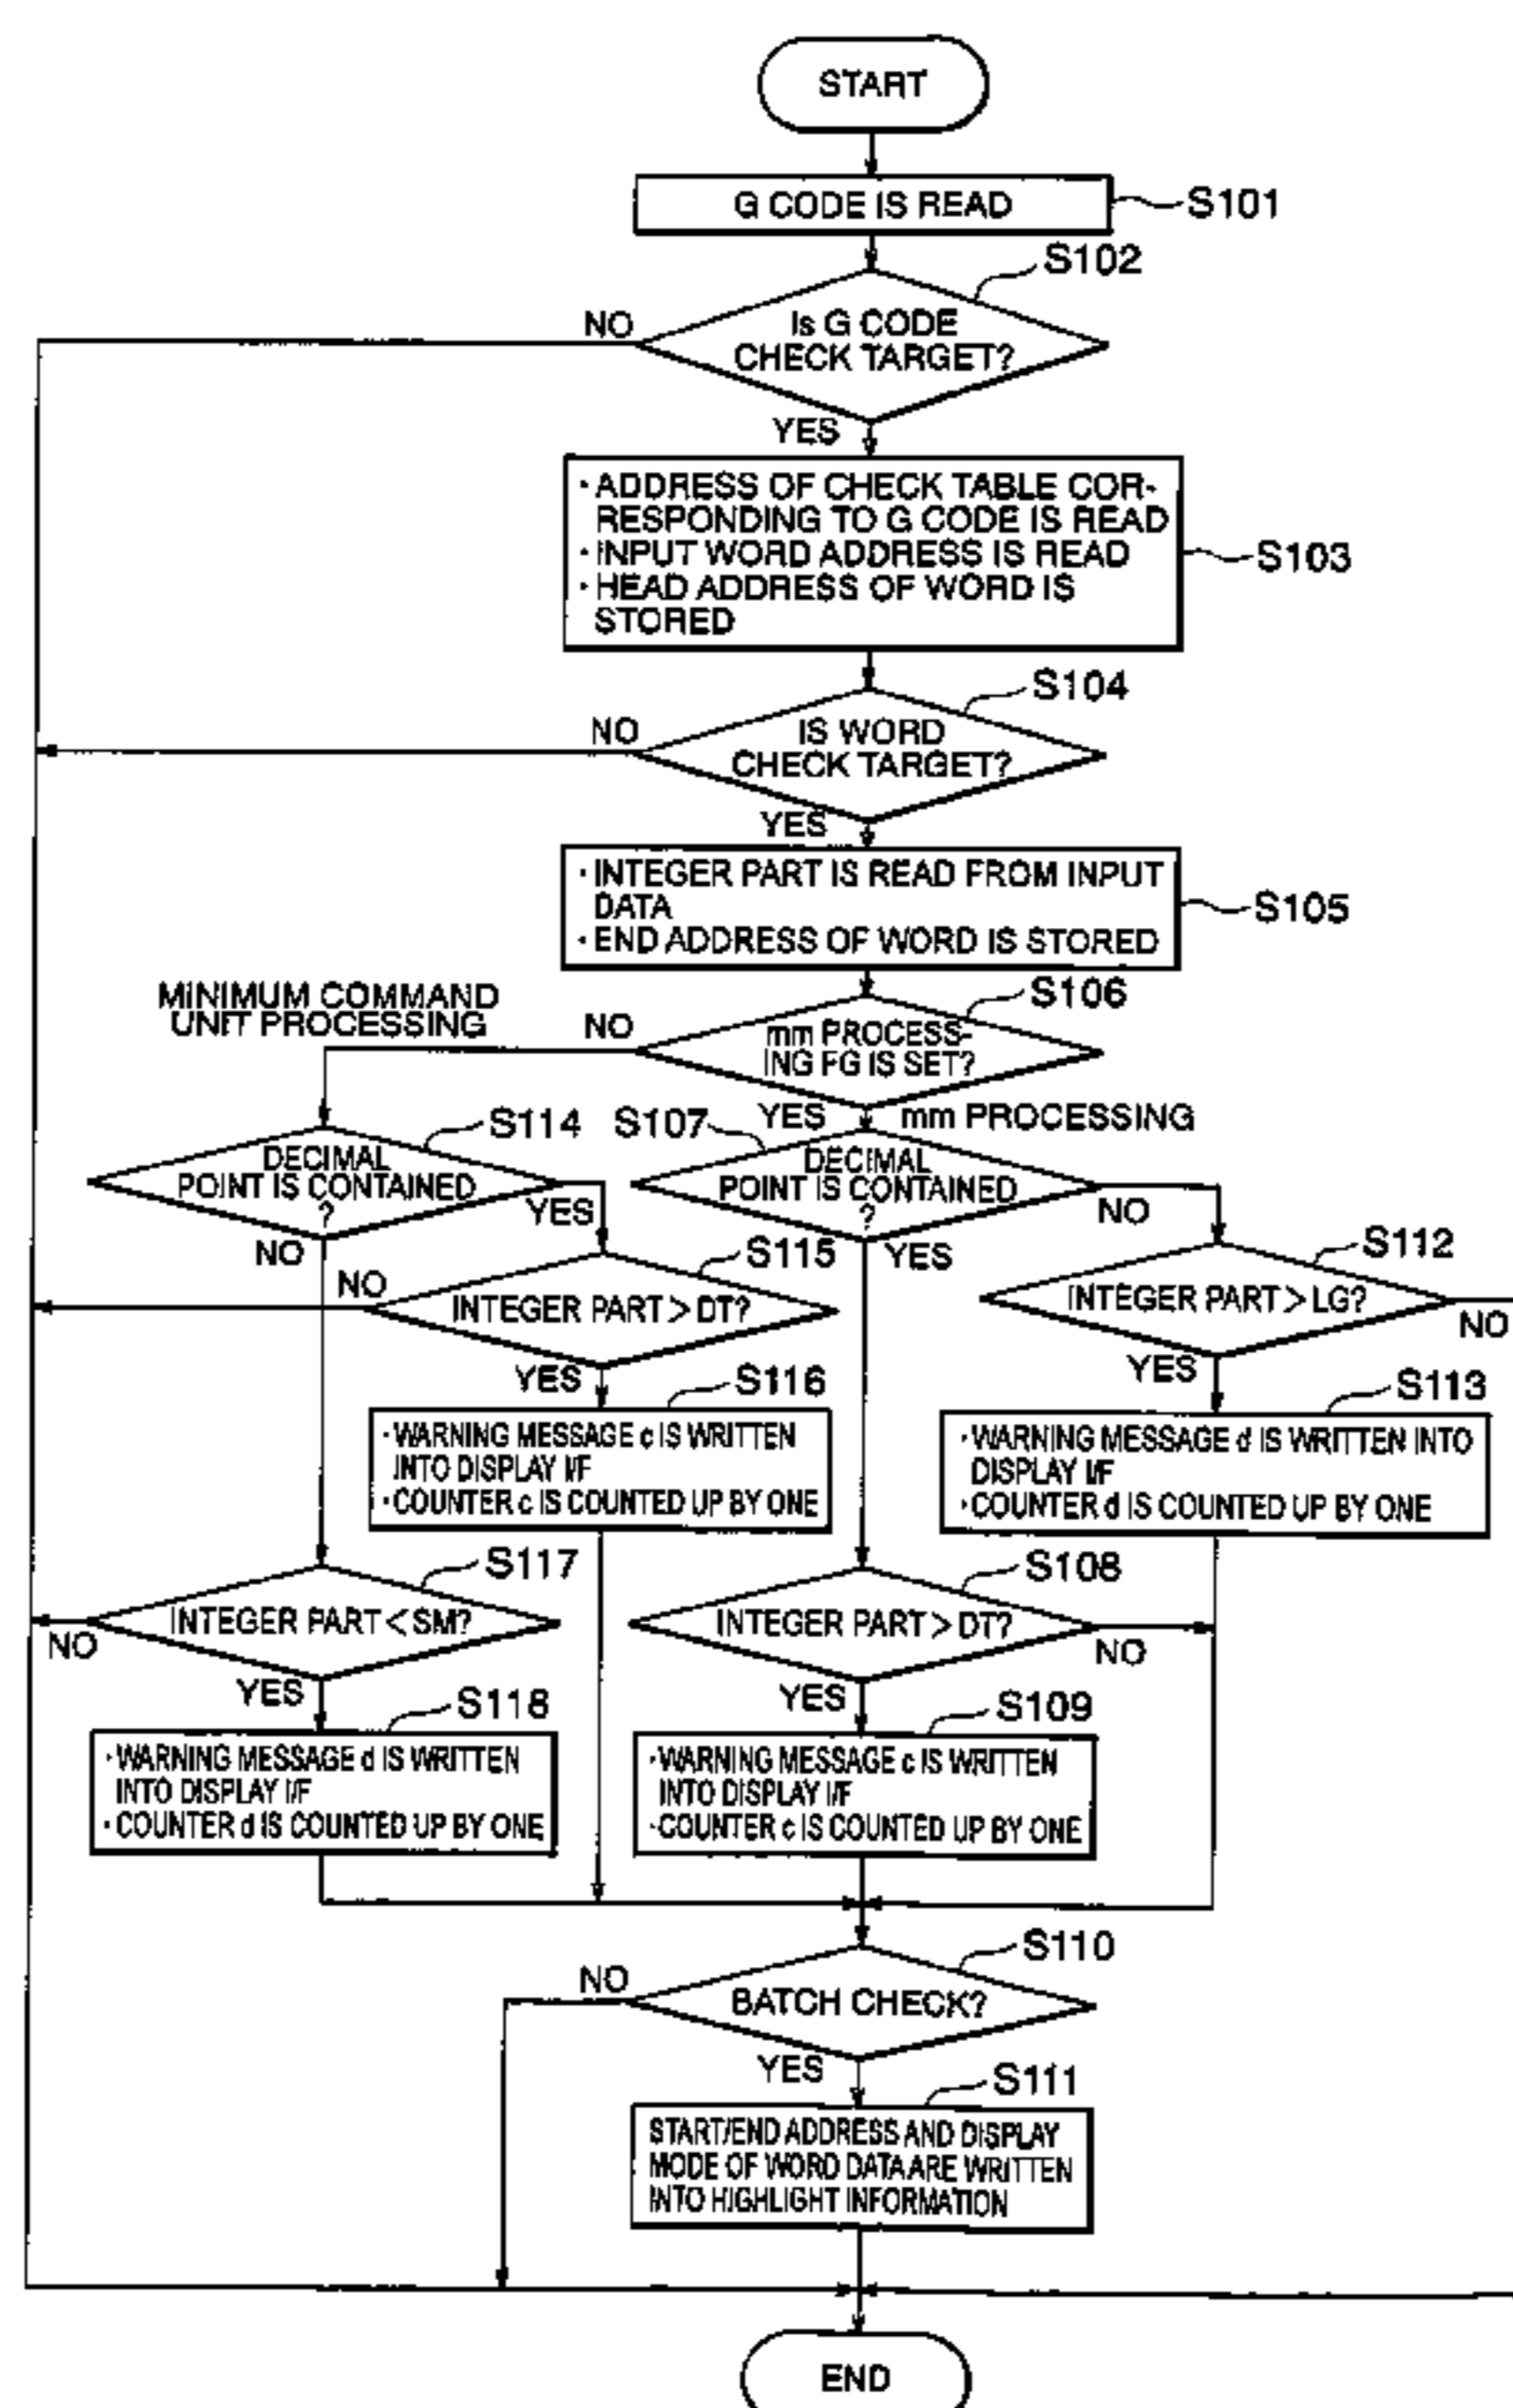 START
G CODE IS READ
S101
S102
NO
Is G CODE
CHECK TARGET?
YES
· ADDRESS OF CHECK TABLE COR-
RESPONDING TO G CODE IS READ
· INPUT WORD ADDRESS IS READ
· HEAD ADDRESS OF WORD IS
STORED
S103
S104
NO
IS WORD
CHECK TARGET?
YES
· INTEGER PART IS READ FROM INPUT
DATA
· END ADDRESS OF WORD IS STORED
S105
MINIMUM COMMAND
UNIT PROCESSING
NO
S106
mm PROCESS-
ING FG IS SET?
YES
mm PROCESSING
S114
DECIMAL
POINT IS CONTAINED
?
YES
NO
S107
DECIMAL
POINT IS CONTAINED
?
NO
YES
S115
NO
INTEGER PART > DT?
YES
S112
INTEGER PART > LG?
NO
YES
S116
· WARNING MESSAGE c IS WRITTEN
INTO DISPLAY I/F
· COUNTER c IS COUNTED UP BY ONE
S113
· WARNING MESSAGE d IS WRITTEN INTO
DISPLAY I/F
· COUNTER d IS COUNTED UP BY ONE
S117
INTEGER PART < SM?
NO
YES
S108
INTEGER PART > DT?
NO
YES
S118
· WARNING MESSAGE d IS WRITTEN
INTO DISPLAY I/F
· COUNTER d IS COUNTED UP BY ONE
S109
· WARNING MESSAGE c IS WRITTEN
INTO DISPLAY I/F
· COUNTER c IS COUNTED UP BY ONE
S110
NO
BATCH CHECK?
YES
S111
START/END ADDRESS AND DISPLAY
MODE OF WORD DATA ARE WRITTEN
INTO HIGHLIGHT INFORMATION
END